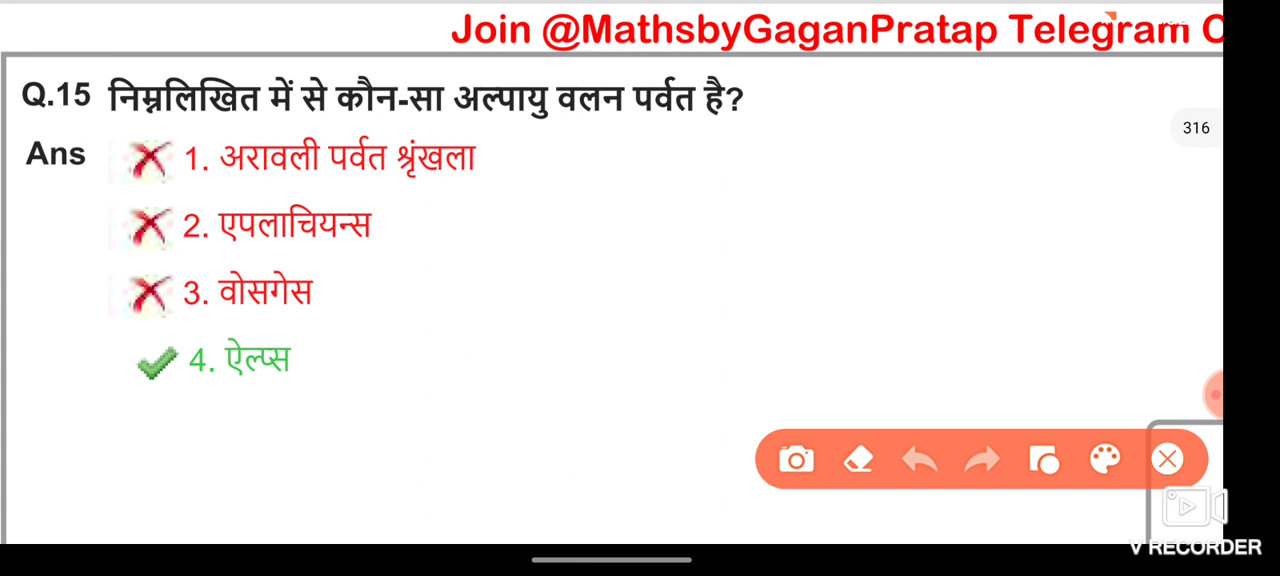 Join @MathsbyGaganPratap Telegram C
Q.15 निम्नलिखित में से कौन-सा अल्पायु वलन पर्वत है?
316
Ans 1. अरावली पर्वत श्रृंखला
2. एपलाचियन्स
3. वोसगेस
4. ऐल्प्स
V RECORDER